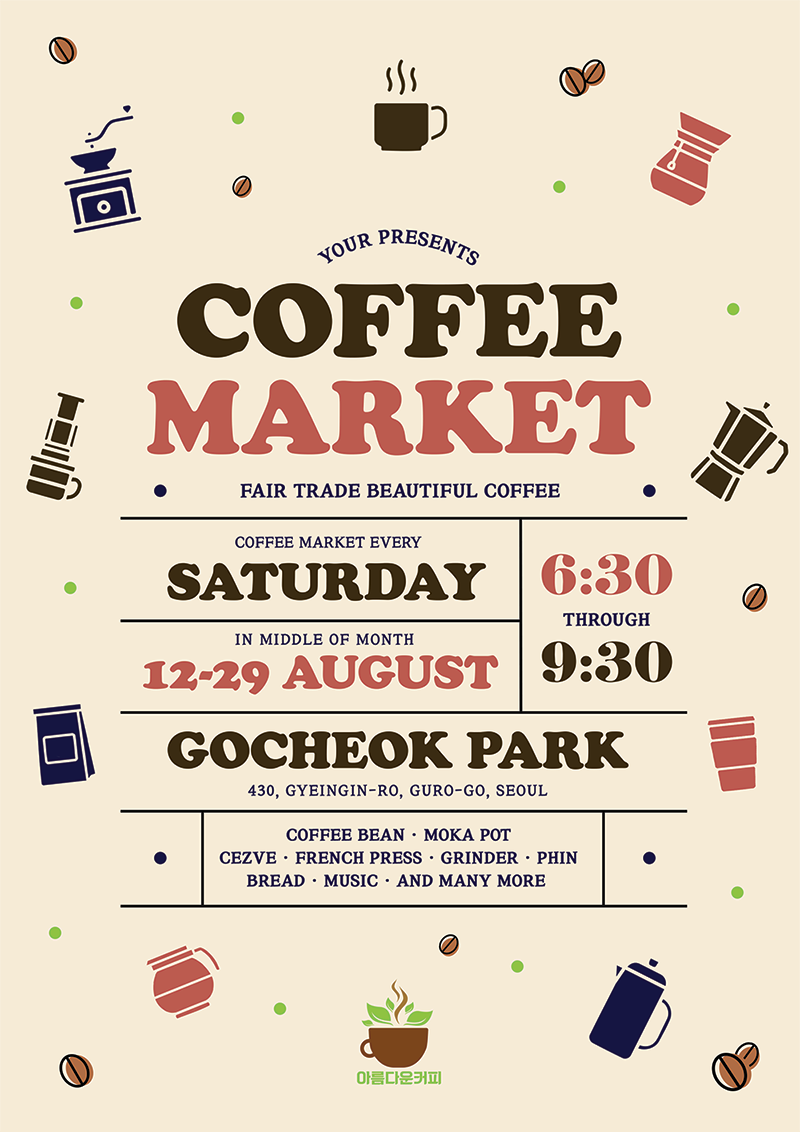 YOUR PRESENTS
COFFEE
MARKET
FAIR TRADE BEAUTIFUL COFFEE
COFFEE MARKET EVERY
SATURDAY
IN MIDDLE OF MONTH
12-29 AUGUST
6:30
THROUGH
9:30
GOCHEOK PARK
430, GYEINGIN-RO, GURO-GO, SEOUL
COFFEE BEAN · MOKA POT
CEZVE · FRENCH PRESS · GRINDER · PHIN
BREAD · MUSIC · AND MANY MORE
아름다운커피